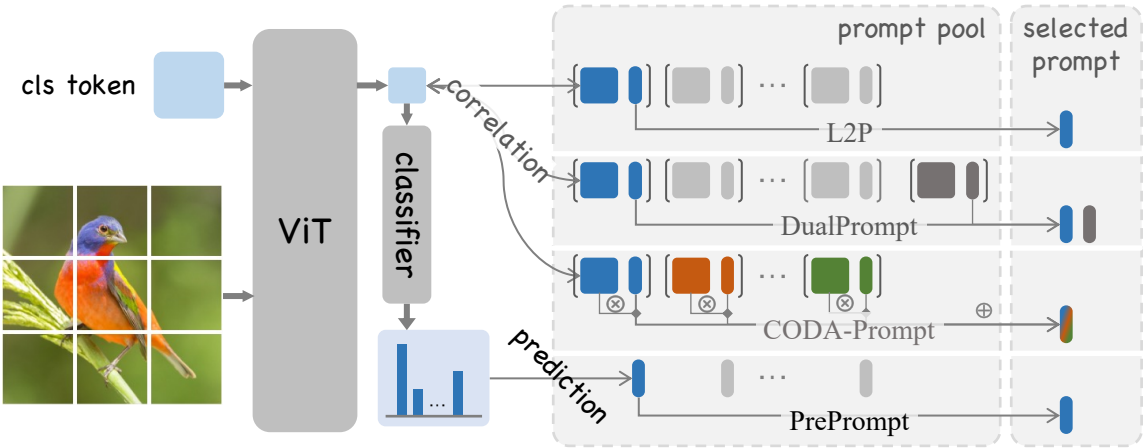 cls token
ViT
classifier
correlation
prediction
prompt pool
selected
prompt
...
L2P
...
DualPrompt
...
CODA-Prompt
...
PrePrompt
...